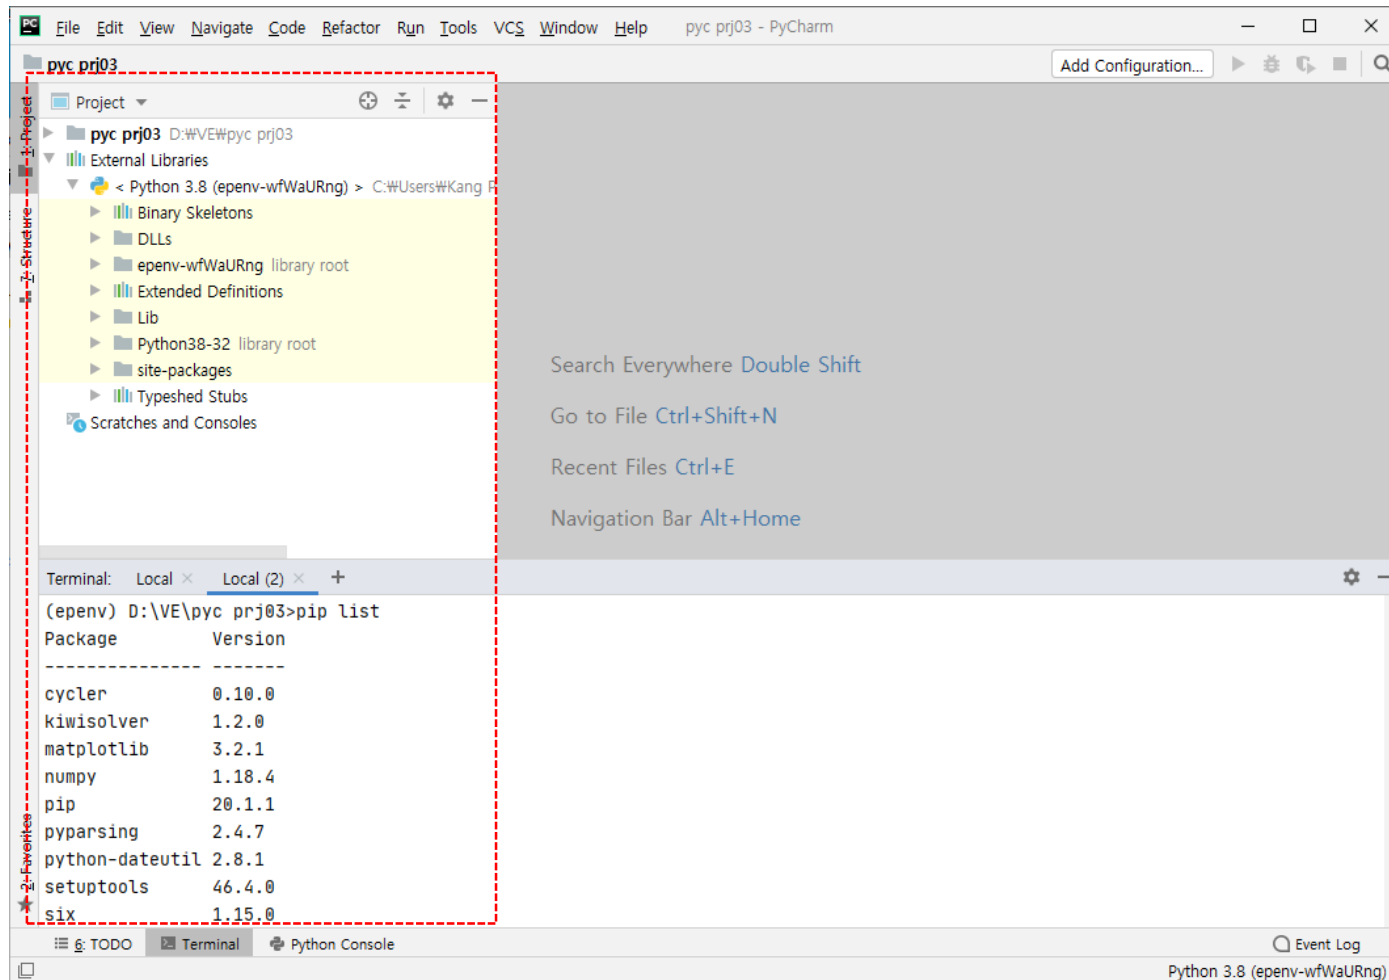 PC File Edit View Navigate Code Refactor Run Tools VCS Window Help pyc prj03 - PyCharm
pyc prj03 Add Configuration...
1: Project
Project
pyc prj03 D:₩VE₩pyc prj03
External Libraries
< Python 3.8 (epenv-wfWaURng) > C:₩Users₩Kang P
Binary Skeletons
DLLs
epenv-wfWaURng library root
Extended Definitions
Lib
Python38-32 library root
site-packages
Typeshed Stubs
Scratches and Consoles
7: Structure
Search Everywhere Double Shift
Go to File Ctrl+Shift+N
Recent Files Ctrl+E
Navigation Bar Alt+Home
Terminal: Local Local (2)
(epenv) D:\VE\pyc prj03>pip list
Package Version
--------------- -------
cycler 0.10.0
kiwisolver 1.2.0
matplotlib 3.2.1
numpy 1.18.4
pip 20.1.1
pyparsing 2.4.7
python-dateutil 2.8.1
setuptools 46.4.0
six 1.15.0
2: Favorites
6: TODO Terminal Python Console Event Log
Python 3.8 (epenv-wfWaURng)